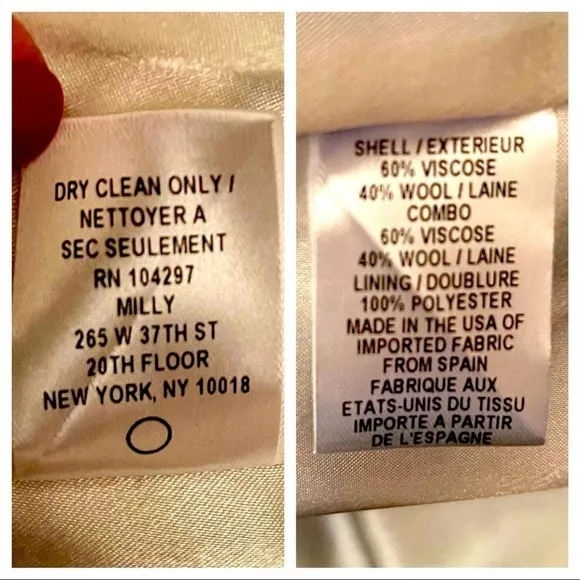 DRY CLEAN ONLY /
NETTOYER A
SEC SEULEMENT
RN 104297
MILLY
265 W 37TH ST
20TH FLOOR
NEW YORK, NY 10018
SHELL / EXTERIEUR
60% VISCOSE
40% WOOL / LAINE
COMBO
60% VISCOSE
40% WOOL / LAINE
LINING / DOUBLURE
100% POLYESTER
MADE IN THE USA OF
IMPORTED FABRIC
FROM SPAIN
FABRIQUE AUX
ETATS-UNIS DU TISSU
IMPORTE A PARTIR
DE L'ESPAGNE